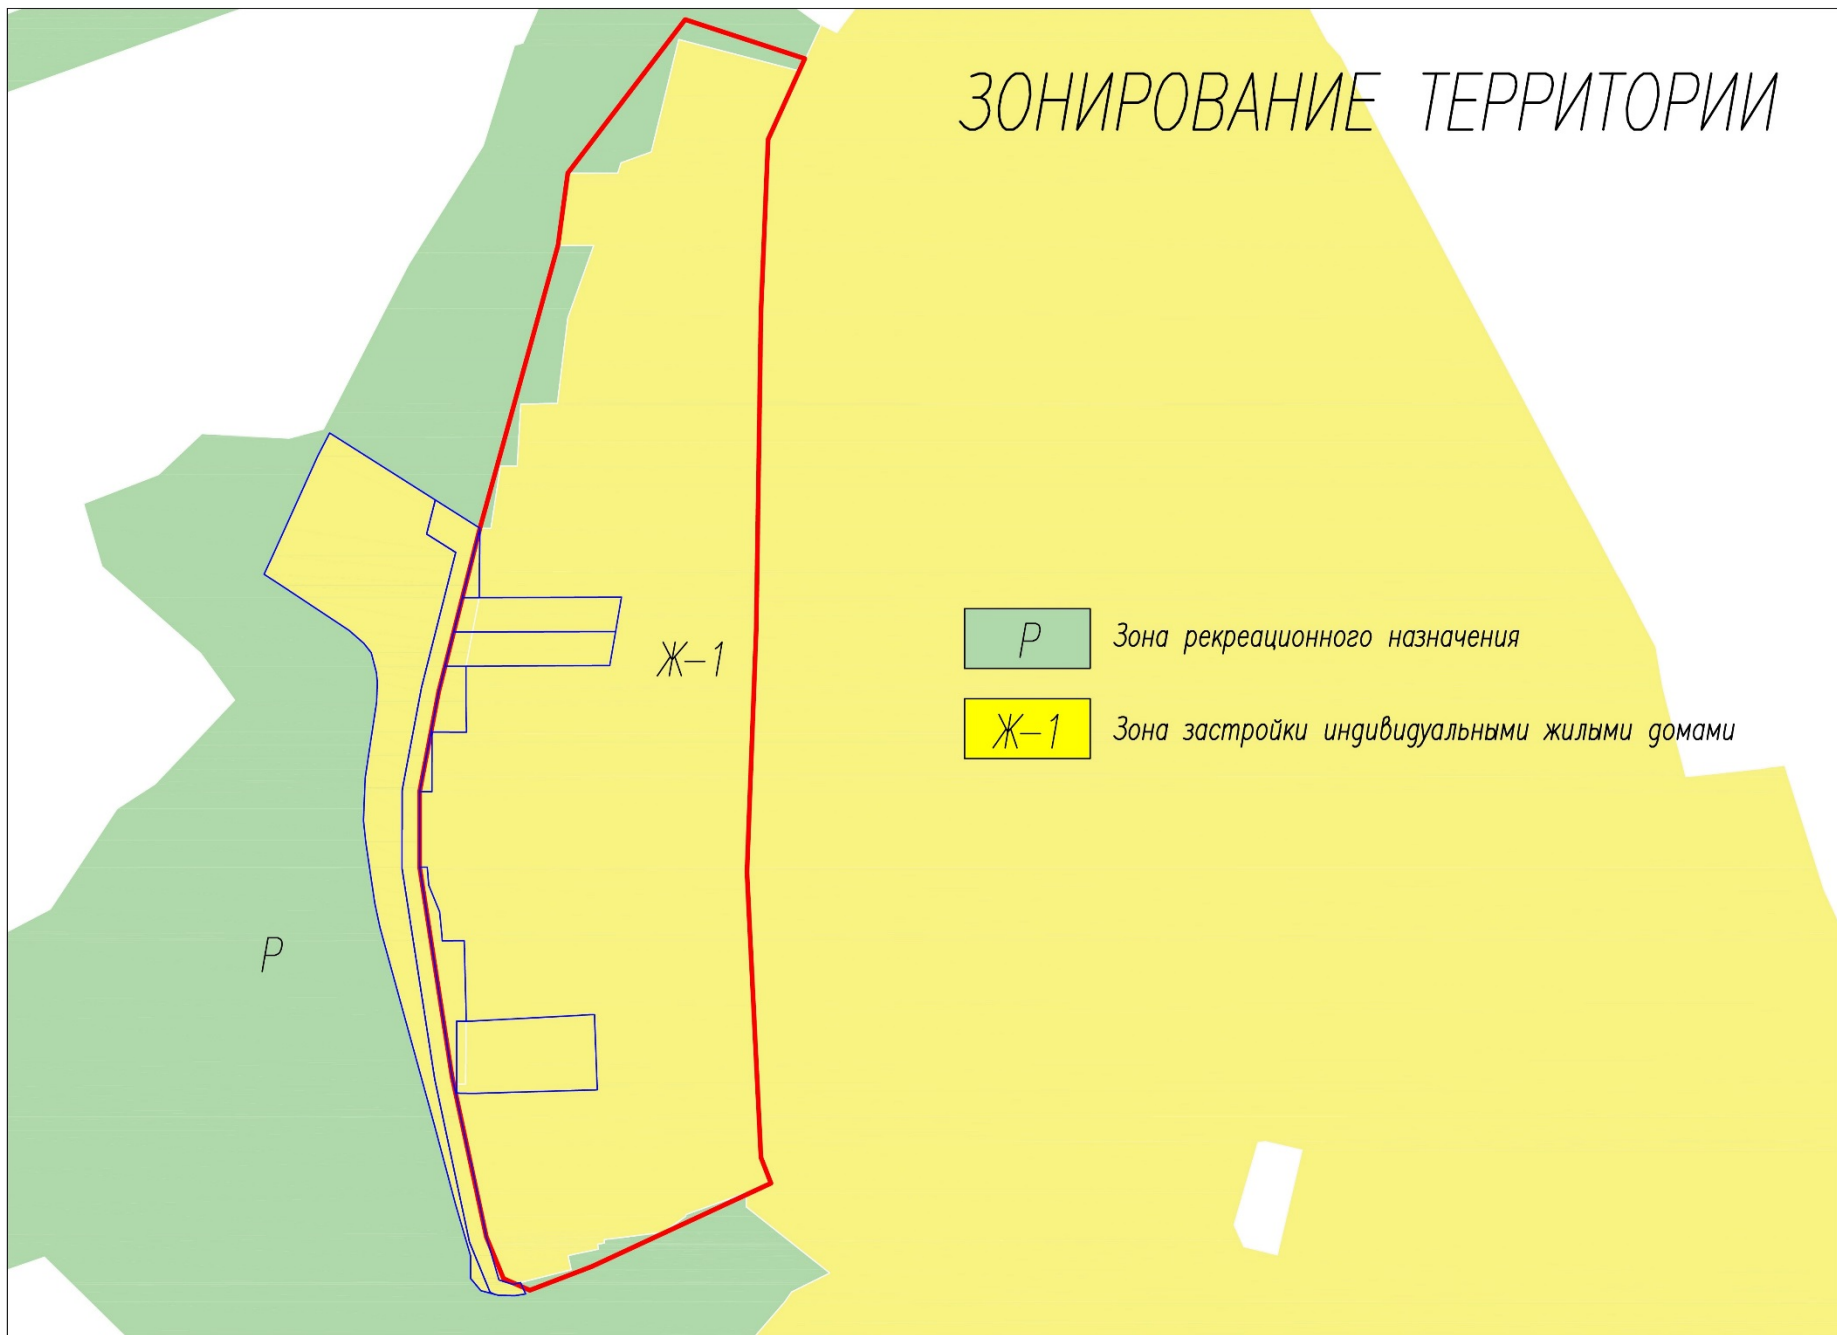 ЗОНИРОВАНИЕ ТЕРРИТОРИИ
Р Зона рекреационного назначения
Ж-1
Ж-1 Зона застройки индивидуальными жилыми домами
Р